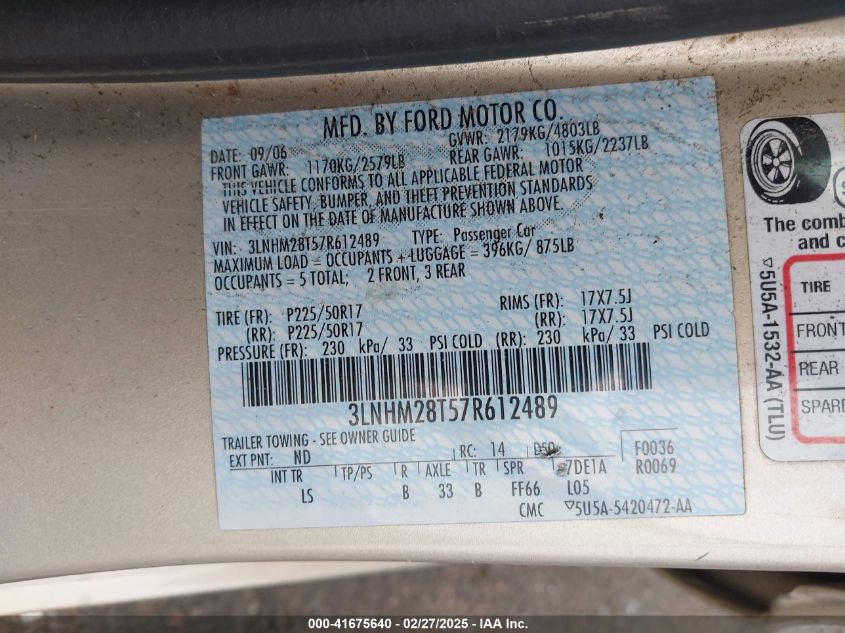 MFD. BY FORD MOTOR CO.
DATE: 09/06 GVWR: 2179KG/4803LB
FRONT GAWR: 1170KG/2579LB REAR GAWR: 1015KG/2237LB
THIS VEHICLE CONFORMS TO ALL APPLICABLE FEDERAL MOTOR
VEHICLE SAFETY, BUMPER, AND THEFT PREVENTION STANDARDS
IN EFFECT ON THE DATE OF MANUFACTURE SHOWN ABOVE.
VIN: 3LNHM28T57R612489 TYPE: Passenger Car
MAXIMUM LOAD = OCCUPANTS + LUGGAGE = 396KG/ 875LB
OCCUPANTS = 5 TOTAL; 2 FRONT, 3 REAR
TIRE (FR): P225/50R17 RIMS (FR): 17X7.5J
(RR): P225/50R17 (RR): 17X7.5J
PRESSURE (FR): 230 kPa/ 33 PSI COLD (RR): 230 kPa/ 33 PSI COLD
3LNHM28T57R612489
TRAILER TOWING - SEE OWNER GUIDE
EXT PNT: ND RC: 14 D50 F0036
INT TR TP/PS R AXLE TR SPR 7DE1A R0069
LS B 33 B FF66 L05
CMC ▽5U5A-5420472-AA
The comb
and c
TIRE
FRONT
REAR
SPARE
▽5U5A-1532-AA (TLU)
000-41675640 / 02/27/2025 / IAA, Inc.